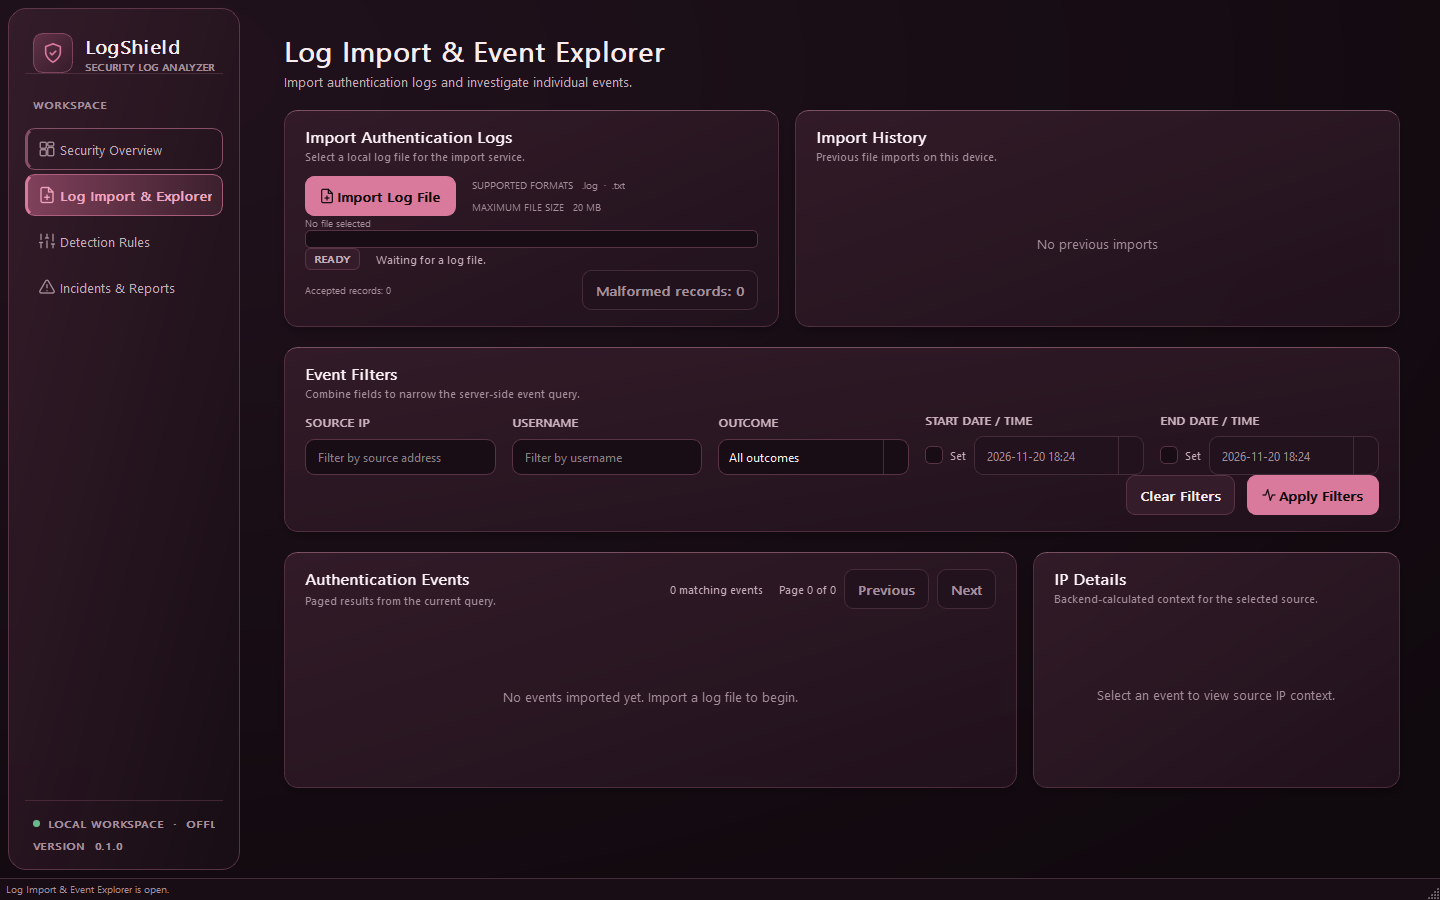 LogShield
SECURITY LOG ANALYZER
WORKSPACE
Security Overview
Log Import & Explorer
Detection Rules
Incidents & Reports
LOCAL WORKSPACE · OFFL
VERSION 0.1.0
Log Import & Event Explorer
Import authentication logs and investigate individual events.
Import Authentication Logs
Select a local log file for the import service.
Import Log File
SUPPORTED FORMATS .log · .txt
MAXIMUM FILE SIZE 20 MB
No file selected
READY Waiting for a log file.
Accepted records: 0
Malformed records: 0
Import History
Previous file imports on this device.
No previous imports
Event Filters
Combine fields to narrow the server-side event query.
SOURCE IP
Filter by source address
USERNAME
Filter by username
OUTCOME
All outcomes
START DATE / TIME
Set 2026-11-20 18:24
END DATE / TIME
Set 2026-11-20 18:24
Clear Filters
Apply Filters
Authentication Events
Paged results from the current query.
0 matching events Page 0 of 0 Previous Next
No events imported yet. Import a log file to begin.
IP Details
Backend-calculated context for the selected source.
Select an event to view source IP context.
Log Import & Event Explorer is open.